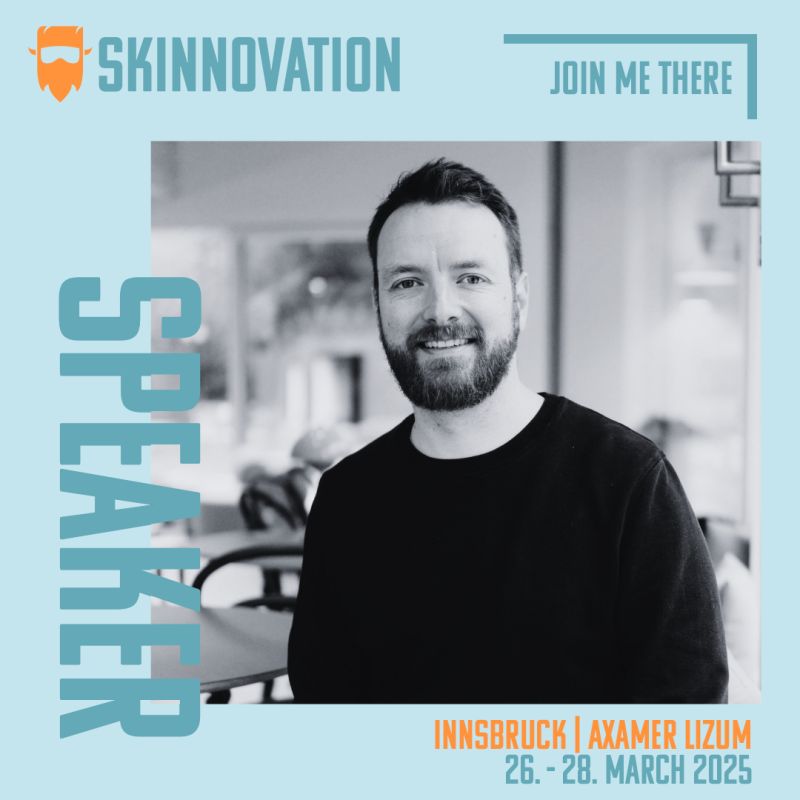 SKINNOVATION
JOIN ME THERE
SPEAKER
INNSBRUCK | AXAMER LIZUM
26. - 28. MARCH 2025